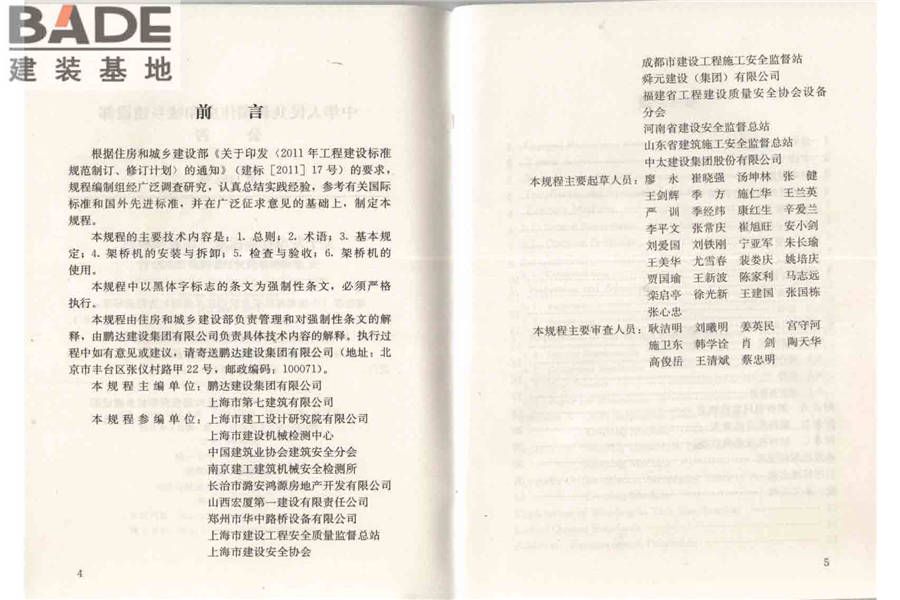 BADE
建装基地
前 言
根据住房和城乡建设部《关于印发〈2011年工程建设标准
规范制订、修订计划〉的通知》（建标［2011］17号）的要求，
规程编制组经广泛调查研究，认真总结实践经验，参考有关国际
标准和国外先进标准，并在广泛征求意见的基础上，制定本
规程。
本规程的主要技术内容是：1. 总则；2. 术语；3. 基本规
定；4. 架桥机的安装与拆卸；5. 检查与验收；6. 架桥机的
使用。
本规程中以黑体字标志的条文为强制性条文，必须严格
执行。
本规程由住房和城乡建设部负责管理和对强制性条文的解
释，由鹏达建设集团有限公司负责具体技术内容的解释。执行过
程中如有意见或建议，请寄送鹏达建设集团有限公司（地址：北
京市丰台区张仪村路甲22号，邮政编码：100071）。
本规程主编单位：鹏达建设集团有限公司
上海市第七建筑有限公司
本规程参编单位：上海市建工设计研究院有限公司
上海市建设机械检测中心
中国建筑业协会建筑安全分会
南京建工建筑机械安全检测所
长治市潞安鸿源房地产开发有限公司
山西宏厦第一建设有限责任公司
郑州市华中路桥设备有限公司
上海市建设工程安全质量监督总站
上海市建设安全协会
4
成都市建设工程施工安全监督站
舜元建设（集团）有限公司
福建省工程建设质量安全协会设备
分会
河南省建设安全监督总站
山东省建筑施工安全监督总站
中太建设集团股份有限公司
本规程主要起草人员：廖永 崔晓强 汤坤林 张健
王剑辉 季方 施仁华 王兰英
严训 季经纬 康红生 辛爱兰
李平文 张常庆 崔旭旺 安小剑
刘爱国 刘铁刚 宁亚军 朱长瑜
王美华 尤雪春 裴娄庆 姚培庆
贾国瑜 王新波 陈家利 马志远
栾启亭 徐光新 王建国 张国栋
张心忠
本规程主要审查人员：耿洁明 刘曦明 姜英民 宫守河
施卫东 韩学诠 肖剑 陶天华
高俊岳 王清斌 蔡忠明
5